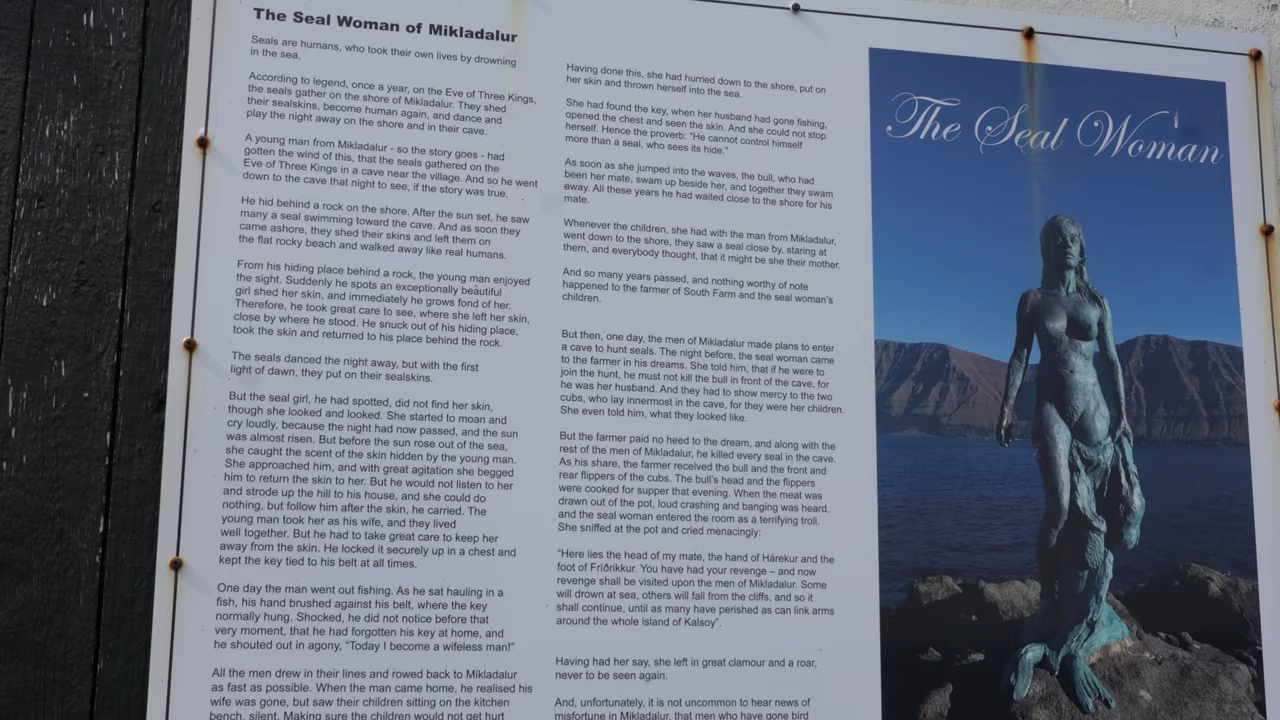 The Seal Woman of Mikladalur
Seals are humans, who took their own lives by drowning
in the sea.
According to legend, once a year, on the Eve of Three Kings,
the seals gather on the shore of Mikladalur. They shed
their sealskins, become human again, and dance and
play the night away on the shore and in their cave.
A young man from Mikladalur - so the story goes - had
gotten the wind of this, that the seals gathered on the
Eve of Three Kings in a cave near the village. And so he went
down to the cave that night to see, if the story was true.
He hid behind a rock on the shore. After the sun set, he saw
many a seal swimming toward the cave. And as soon they
came ashore, they shed their skins and left them on
the flat rocky beach and walked away like real humans.
From his hiding place behind a rock, the young man enjoyed
the sight. Suddenly he spots an exceptionally beautiful
girl shed her skin, and immediately he grows fond of her.
Therefore, he took great care to see, where she left her skin,
close by where he stood. He snuck out of his hiding place,
took the skin and returned to his place behind the rock.
The seals danced the night away, but with the first
light of dawn, they put on their sealskins.
But the seal girl, he had spotted, did not find her skin,
though she looked and looked. She started to moan and
cry loudly, because the night had now passed, and the sun
was almost risen. But before the sun rose out of the sea,
she caught the scent of the skin hidden by the young man.
She approached him, and with great agitation she begged
him to return the skin to her. But he would not listen to her
and strode up the hill to his house, and she could do
nothing, but follow him after the skin, he carried. The
young man took her as his wife, and they lived
well together. But he had to take great care to keep her
away from the skin. He locked it securely up in a chest and
kept the key tied to his belt at all times.
One day the man went out fishing. As he sat hauling in a
fish, his hand brushed against his belt, where the key
normally hung. Shocked, he did not notice before that
very moment, that he had forgotten his key at home, and
he shouted out in agony, "Today I become a wifeless man!"
All the men drew in their lines and rowed back to Mikladalur
as fast as possible. When the man came home, he realised his
wife was gone, but saw their children sitting on the kitchen
bench, silent. Making sure the children would not get hurt
Having done this, she had hurried down to the shore, put on
her skin and thrown herself into the sea.
She had found the key, when her husband had gone fishing,
opened the chest and seen the skin. And she could not stop
herself. Hence the proverb: "He cannot control himself
more than a seal, who sees its hide."
As soon as she jumped into the waves, the bull, who had
been her mate, swam up beside her, and together they swam
away. All these years he had waited close to the shore for his
mate.
Whenever the children, she had with the man from Mikladalur,
went down to the shore, they saw a seal close by, staring at
them, and everybody thought, that it might be she their mother.
And so many years passed, and nothing worthy of note
happened to the farmer of South Farm and the seal woman's
children.
But then, one day, the men of Mikladalur made plans to enter
a cave to hunt seals. The night before, the seal woman came
to the farmer in his dreams. She told him, that if he were to
join the hunt, he must not kill the bull in front of the cave, for
he was her husband. And they had to show mercy to the two
cubs, who lay innermost in the cave, for they were her children.
She even told him, what they looked like.
But the farmer paid no heed to the dream, and along with the
rest of the men of Mikladalur, he killed every seal in the cave.
As his share, the farmer received the bull and the front and
rear flippers of the cubs. The bull's head and the flippers
were cooked for supper that evening. When the meat was
drawn out of the pot, loud crashing and banging was heard,
and the seal woman entered the room as a terrifying troll.
She sniffed at the pot and cried menacingly:
"Here lies the head of my mate, the hand of Hárekur and the
foot of Fríðrikkur. You have had your revenge – and now
revenge shall be visited upon the men of Mikladalur. Some
will drown at sea, others will fall from the cliffs, and so it
shall continue, until as many have perished as can link arms
around the whole island of Kalsoy".
Having had her say, she left in great clamour and a roar,
never to be seen again.
And, unfortunately, it is not uncommon to hear news of
misfortune in Mikladalur, that men who have gone bird
The Seal Woman